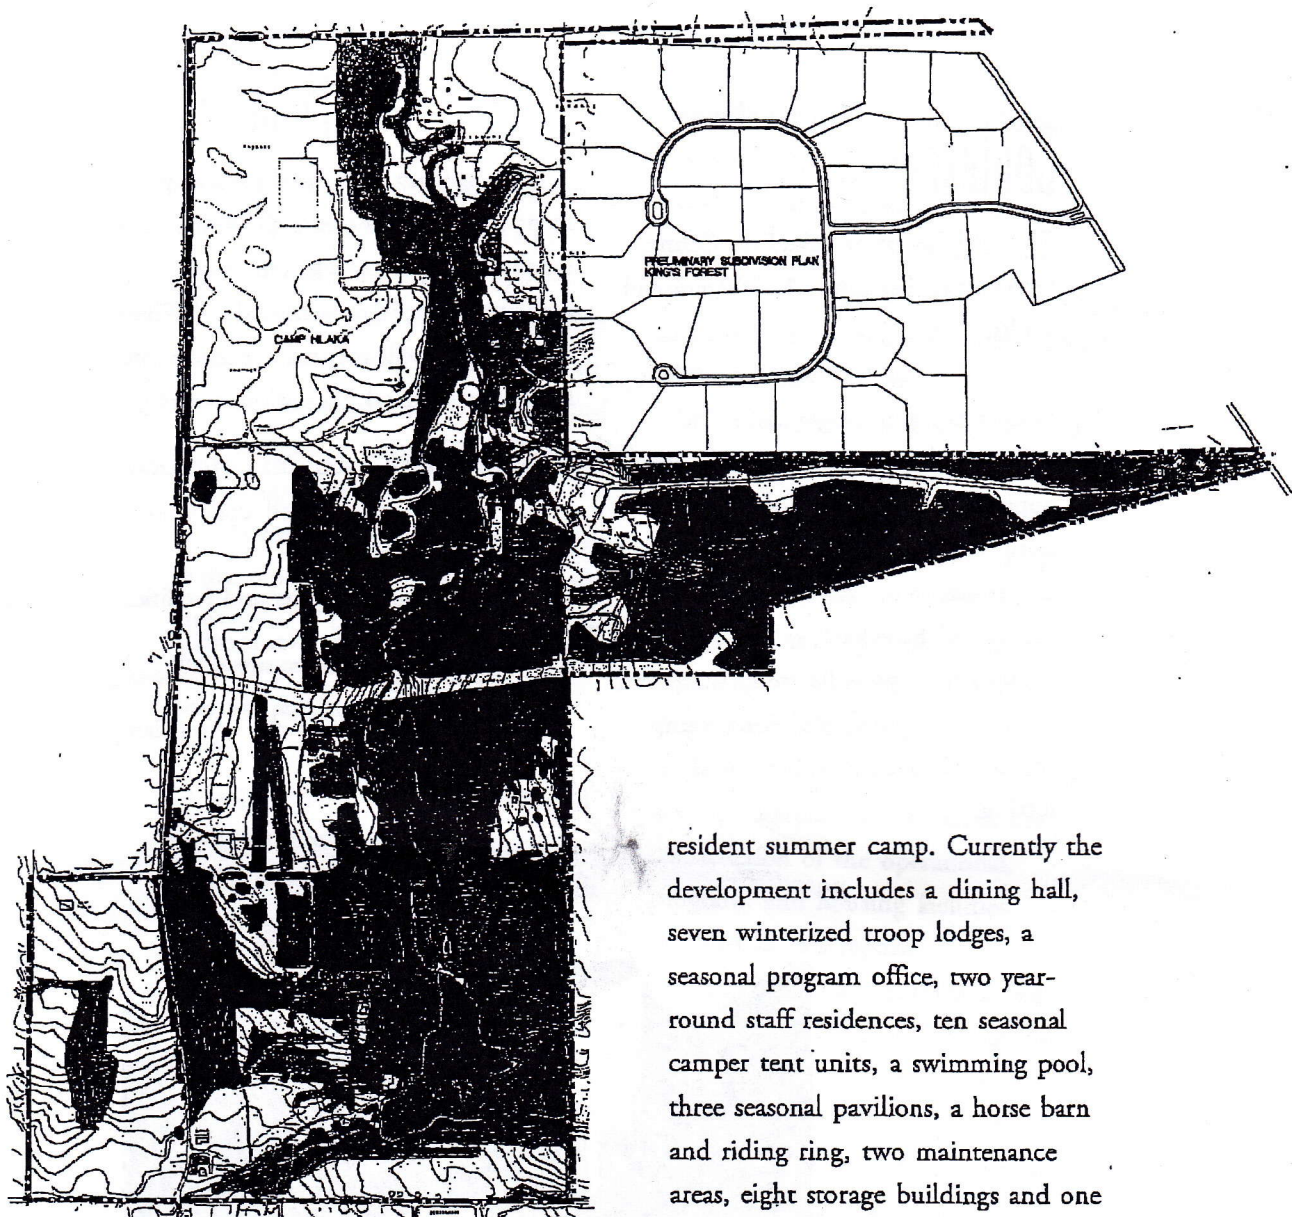 PRELIMINARY SUBDIVISION PLAN
KING'S FOREST
CAMP HILAKA
resident summer camp. Currently the
development includes a dining hall,
seven winterized troop lodges, a
seasonal program office, two year-
round staff residences, ten seasonal
camper tent units, a swimming pool,
three seasonal pavilions, a horse barn
and riding ring, two maintenance
areas, eight storage buildings and one